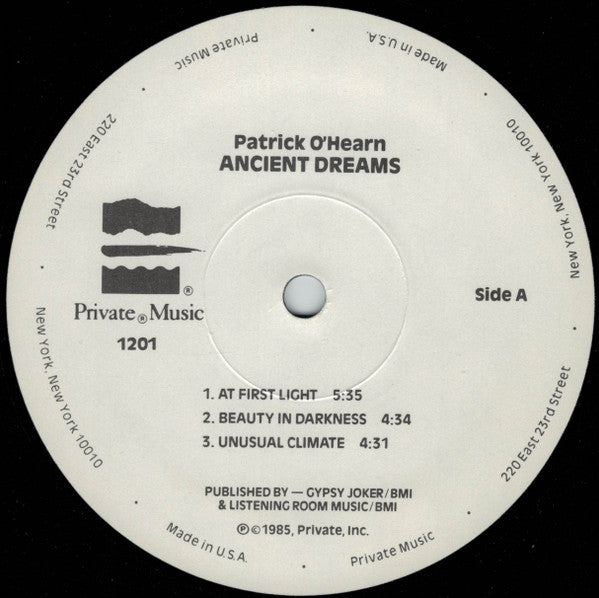 Patrick O'Hearn
ANCIENT DREAMS
Private® Music®
1201
Side A
1. AT FIRST LIGHT 5:35
2. BEAUTY IN DARKNESS 4:34
3. UNUSUAL CLIMATE 4:31
PUBLISHED BY — GYPSY JOKER/BMI
& LISTENING ROOM MUSIC/BMI
℗©1985, Private, Inc.
Private Music
· Made in U.S.A.
· New York, New York 10010
· 220 East 23rd Street
· Private Music
· Made in U.S.A.
· New York, New York 10010
· 220 East 23rd Street ·